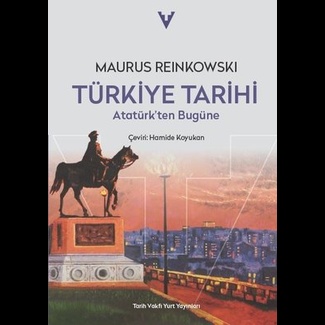 MAURUS REINKOWSKI
TÜRKİYE TARİHİ
Atatürk'ten Bugüne
Çeviri: Hamide Koyukan
Tarih Vakfı Yurt Yayınları